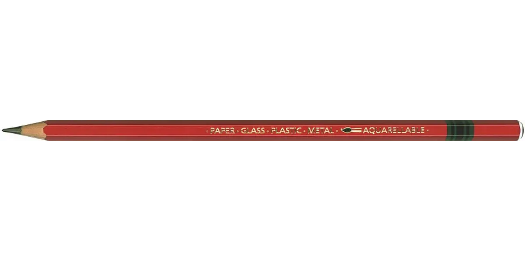 · PAPER · GLASS · PLASTIC · METAL · AQUARELLABLE ·